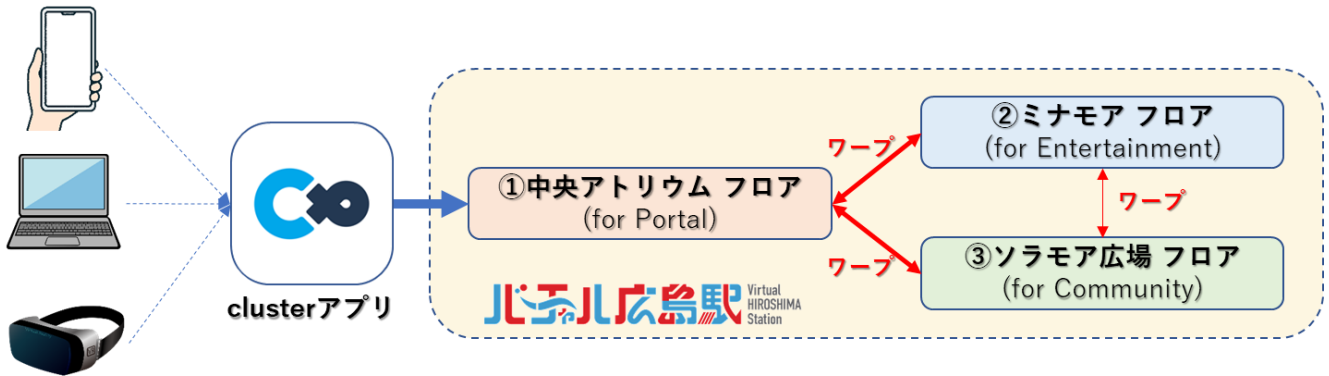 clusterアプリ
①中央アトリウム フロア
(for Portal)
ワープ
ワープ
②ミナモア フロア
(for Entertainment)
ワープ
③ソラモア広場 フロア
(for Community)
バーチャル広島駅
Virtual
HIROSHIMA
Station